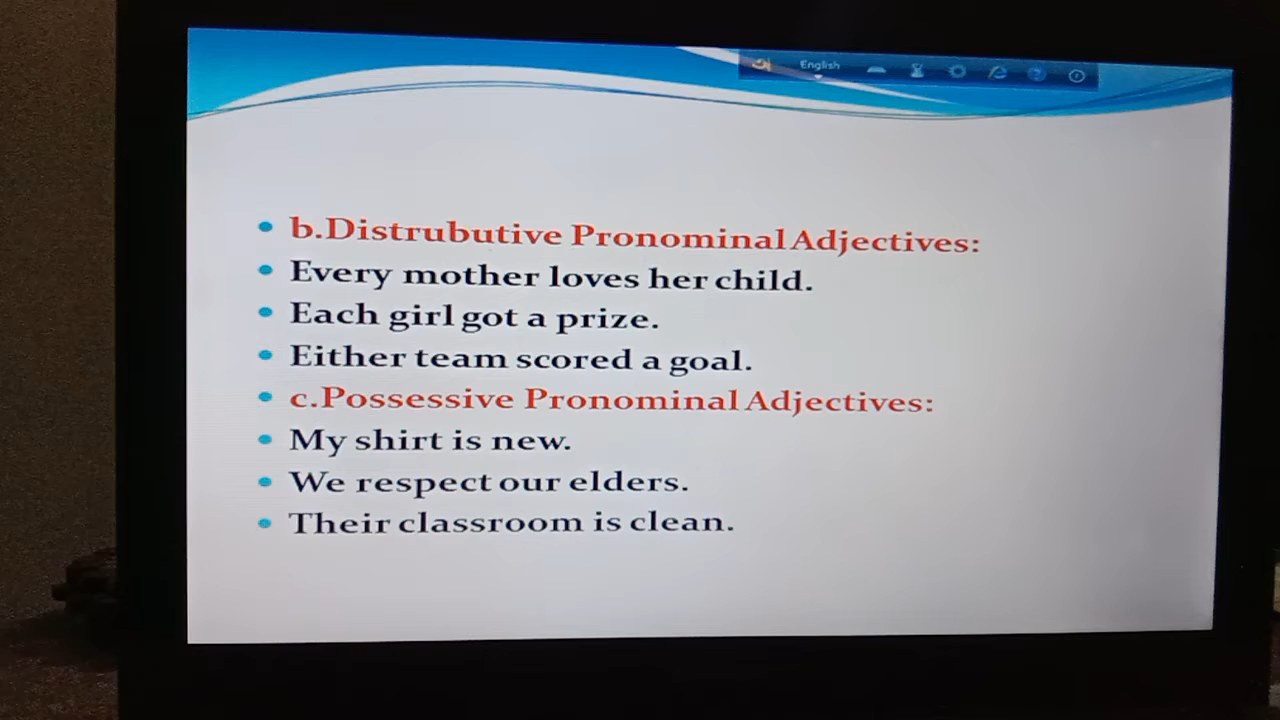 English
b.Distrubutive Pronominal Adjectives:
Every mother loves her child.
Each girl got a prize.
Either team scored a goal.
c.Possessive Pronominal Adjectives:
My shirt is new.
We respect our elders.
Their classroom is clean.